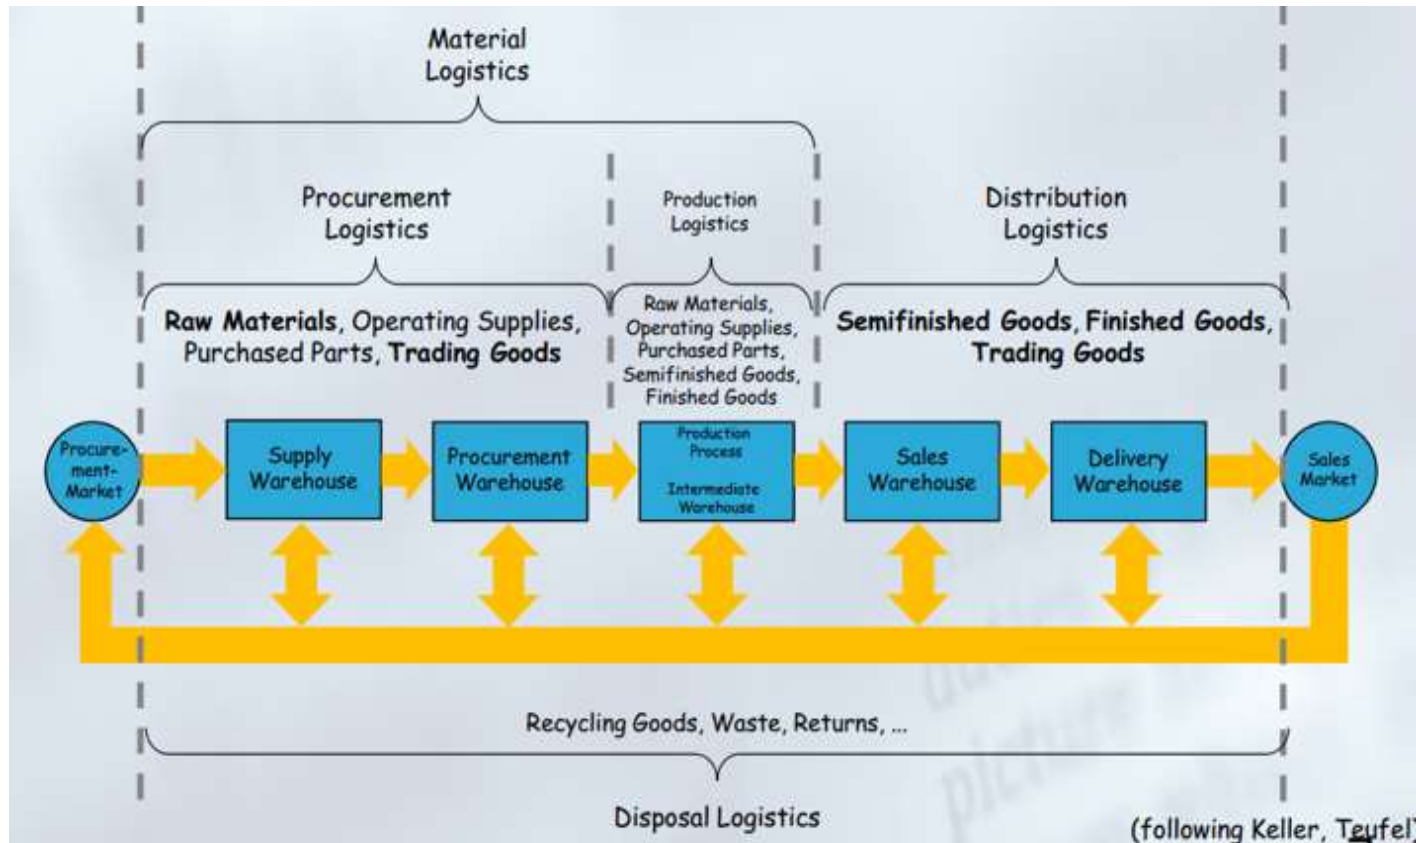 Material
Logistics
Procurement
Logistics
Production
Logistics
Distribution
Logistics
Raw Materials, Operating Supplies,
Purchased Parts, Trading Goods
Raw Materials,
Operating Supplies,
Purchased Parts,
Semifinished Goods,
Finished Goods
Semifinished Goods, Finished Goods,
Trading Goods
Procure-
ment-
Market
Supply
Warehouse
Procurement
Warehouse
Production
Process
Intermediate
Warehouse
Sales
Warehouse
Delivery
Warehouse
Sales
Market
Recycling Goods, Waste, Returns, ...
Disposal Logistics
(following Keller, Teufel)
picture